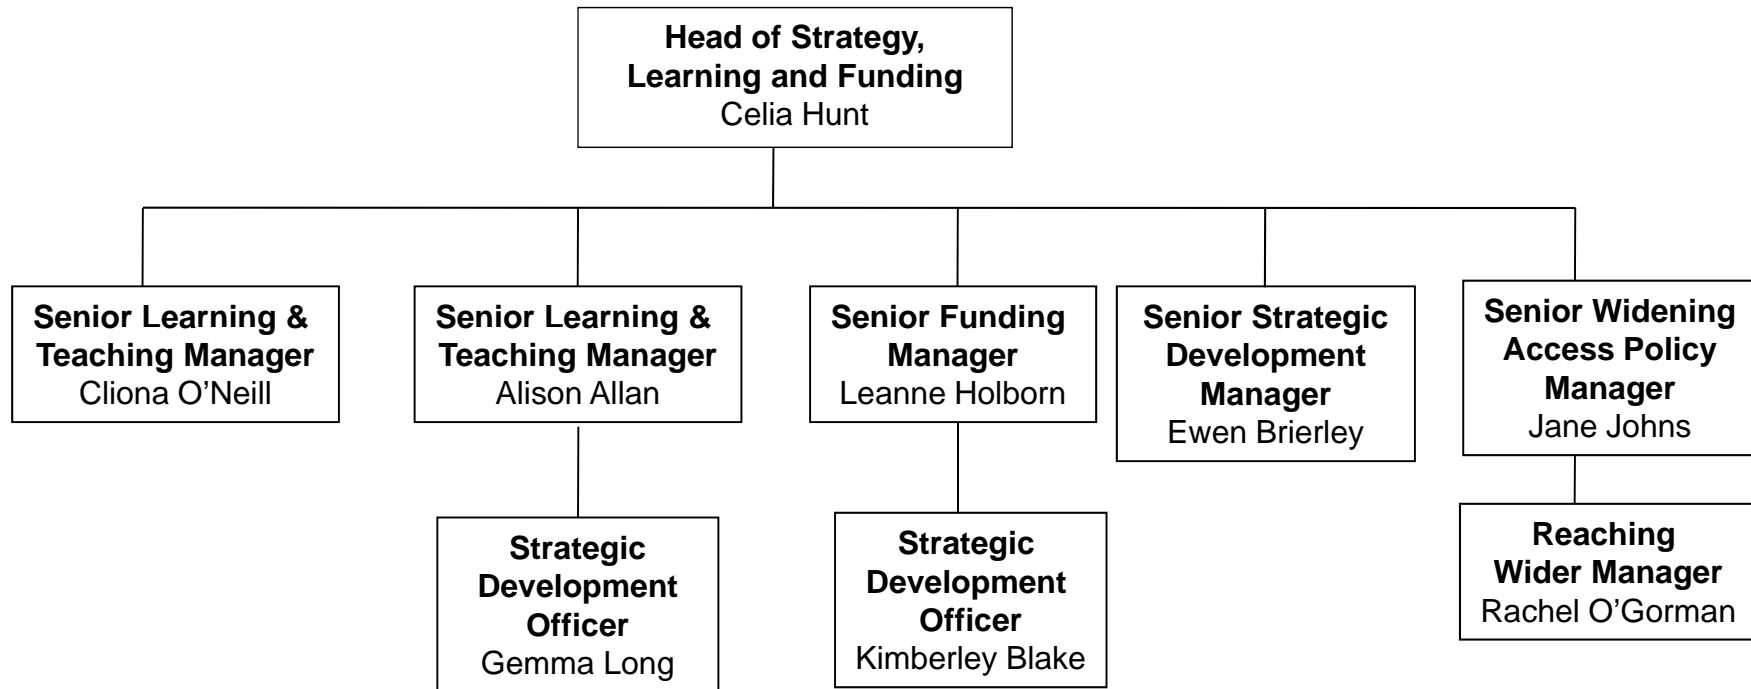 Head of Strategy,
Learning and Funding
Celia Hunt
Senior Learning &
Teaching Manager
Cliona O’Neill
Senior Learning &
Teaching Manager
Alison Allan
Senior Funding
Manager
Leanne Holborn
Senior Strategic
Development
Manager
Ewen Brierley
Senior Widening
Access Policy
Manager
Jane Johns
Strategic
Development
Officer
Gemma Long
Strategic
Development
Officer
Kimberley Blake
Reaching
Wider Manager
Rachel O’Gorman